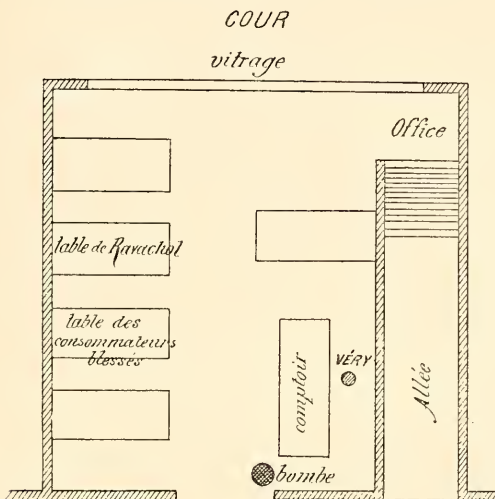 COUR
vitrage
Office
table de Ravachol
table des
consommateurs
blessés
comptoir
VÉRY
Allée
bombe